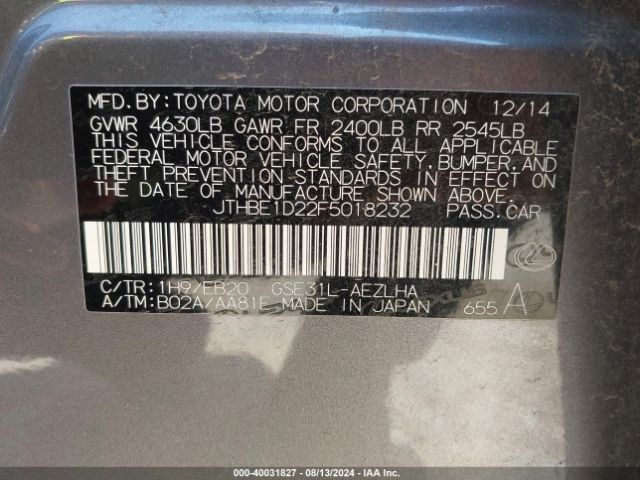 MFD.BY:TOYOTA MOTOR CORPORATION 12/14
GVWR 4630LB GAWR FR 2400LB RR 2545LB
THIS VEHICLE CONFORMS TO ALL APPLICABLE
FEDERAL MOTOR VEHICLE SAFETY, BUMPER, AND
THEFT PREVENTION STANDARDS IN EFFECT ON
THE DATE OF MANUFACTURE SHOWN ABOVE.
JTHBE1D22F5018232 PASS.CAR
C/TR:1H9/EB20 GSE31L-AEZLHA
A/TM:B02A/AA81E MADE IN JAPAN 655 A
000-40031827 - 08/13/2024 - IAAI.COM